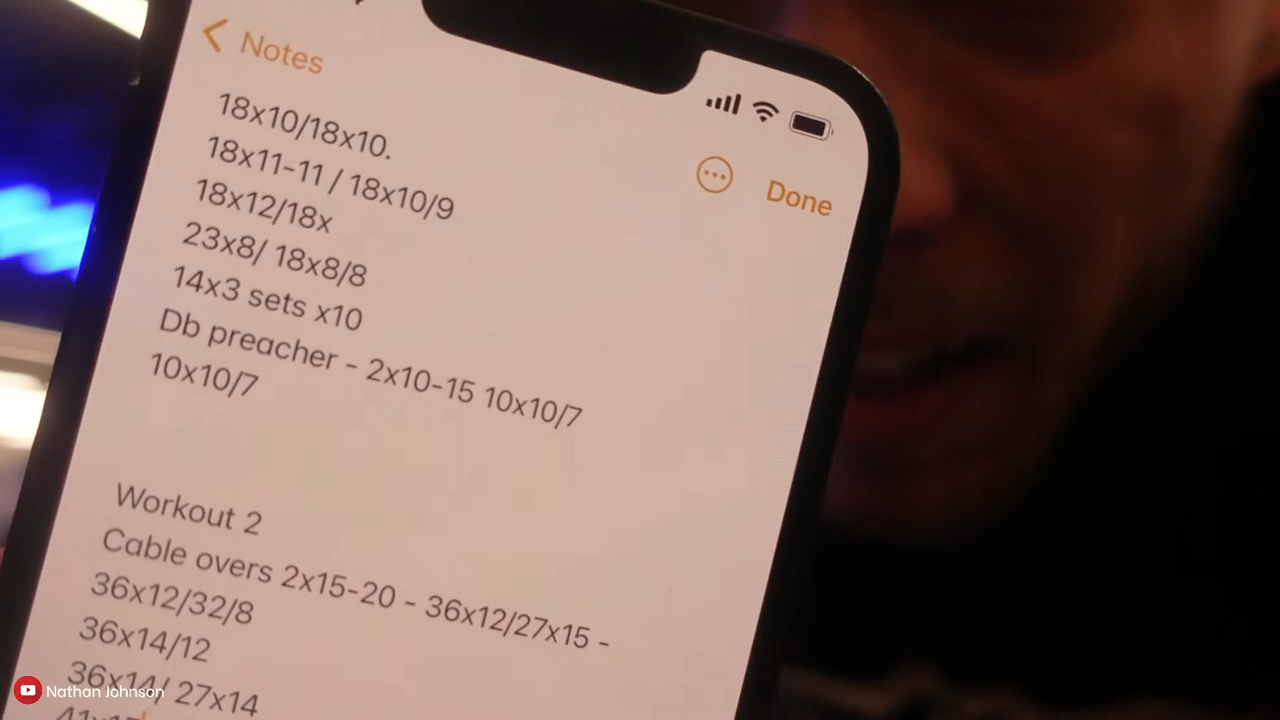 Notes
Done
18x10/18x10.
18x11-11 / 18x10/9
18x12/18x
23x8/ 18x8/8
14x3 sets x10
Db preacher - 2x10-15 10x10/7
10x10/7
Workout 2
Cable overs 2x15-20 - 36x12/27x15 -
36x12/32/8
36x14/12
36x14/ 27x14
Nathan Johnson